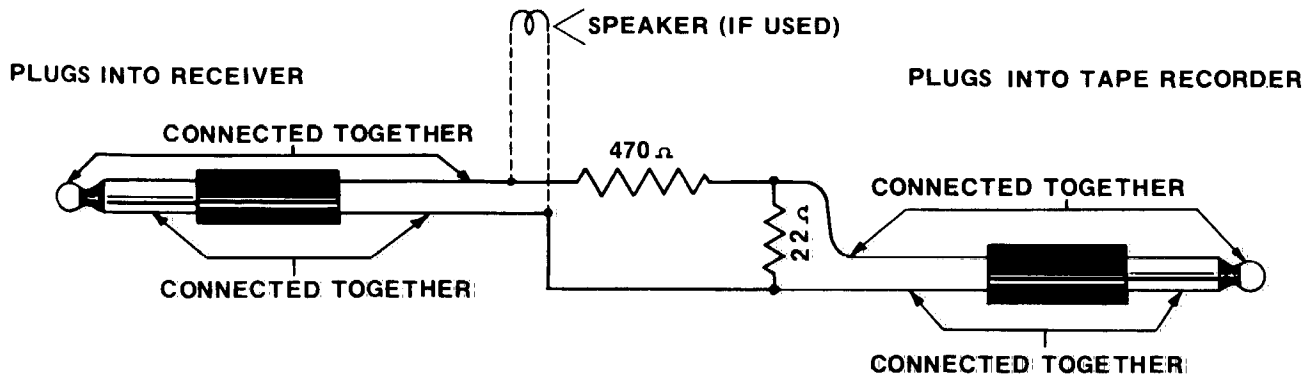 SPEAKER (IF USED)
PLUGS INTO RECEIVER
PLUGS INTO TAPE RECORDER
CONNECTED TOGETHER
470 Ω
CONNECTED TOGETHER
22 Ω
CONNECTED TOGETHER
CONNECTED TOGETHER